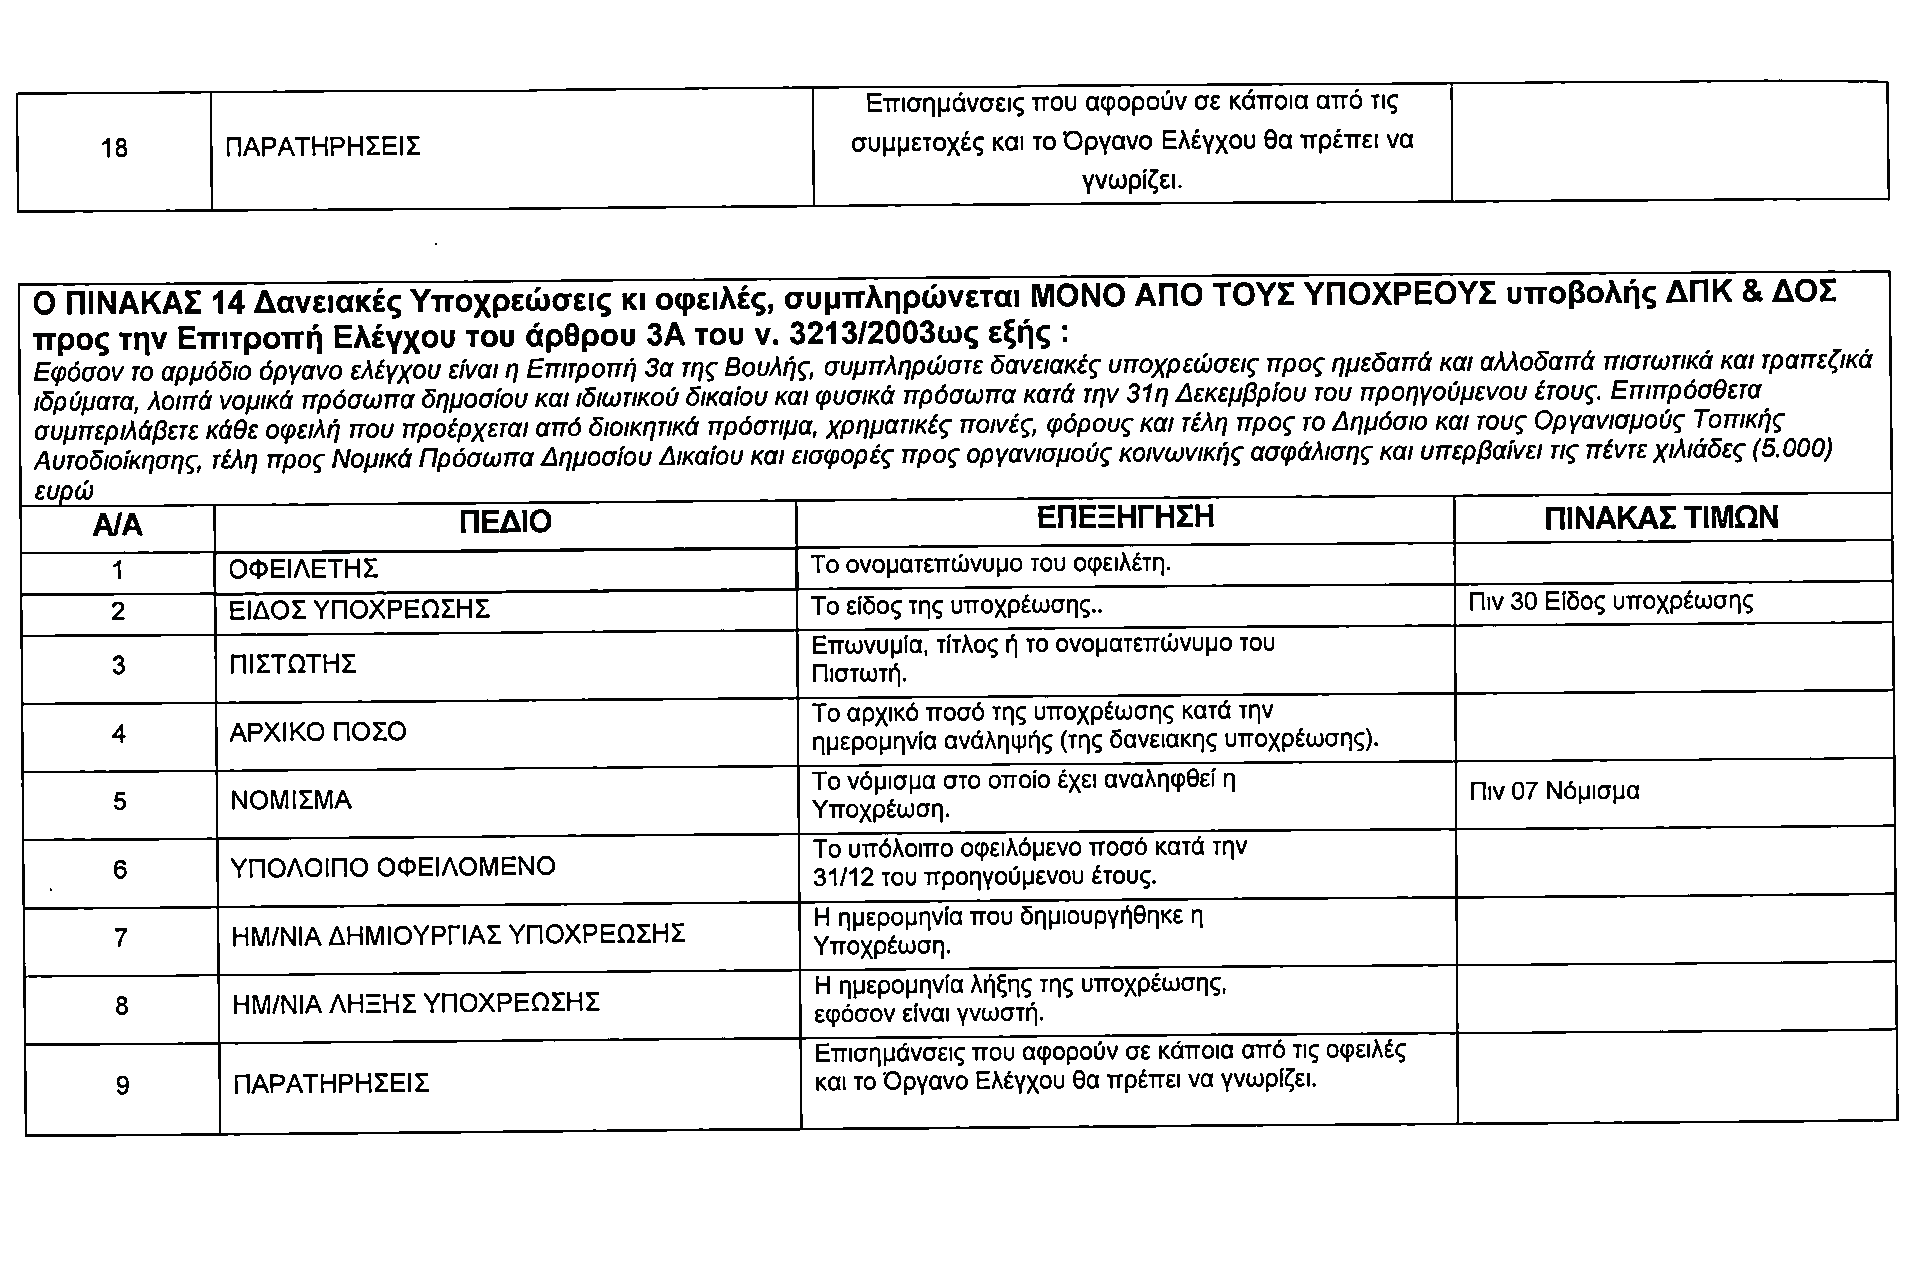 18 ΠΑΡΑΤΗΡΗΣΕΙΣ Επισημάνσεις που αφορούν σε κάποια από τις
συμμετοχές και το Όργανο Ελέγχου θα πρέπει να
γνωρίζει.
Ο ΠΙΝΑΚΑΣ 14 Δανειακές Υποχρεώσεις κι οφειλές, συμπληρώνεται ΜΟΝΟ ΑΠΟ ΤΟΥΣ ΥΠΟΧΡΕΟΥΣ υποβολής ΔΠΚ & ΔΟΣ
προς την Επιτροπή Ελέγχου του άρθρου 3Α του ν. 3213/2003ως εξής :
Εφόσον το αρμόδιο όργανο ελέγχου είναι η Επιτροπή 3α της Βουλής, συμπληρώστε δανειακές υποχρεώσεις προς ημεδαπά και αλλοδαπά πιστωτικά και τραπεζικά
ιδρύματα, λοιπά νομικά πρόσωπα δημοσίου και ιδιωτικού δικαίου και φυσικά πρόσωπα κατά την 31η Δεκεμβρίου του προηγούμενου έτους. Επιπρόσθετα
συμπεριλάβετε κάθε οφειλή που προέρχεται από διοικητικά πρόστιμα, χρηματικές ποινές, φόρους και τέλη προς το Δημόσιο και τους Οργανισμούς Τοπικής
Αυτοδιοίκησης, τέλη προς Νομικά Πρόσωπα Δημοσίου Δικαίου και εισφορές προς οργανισμούς κοινωνικής ασφάλισης και υπερβαίνει τις πέντε χιλιάδες (5.000)
ευρώ
Α/Α ΠΕΔΙΟ ΕΠΕΞΗΓΗΣΗ ΠΙΝΑΚΑΣ ΤΙΜΩΝ
1 ΟΦΕΙΛΕΤΗΣ Το ονοματεπώνυμο του οφειλέτη.
2 ΕΙΔΟΣ ΥΠΟΧΡΕΩΣΗΣ Το είδος της υποχρέωσης.. Πιν 30 Είδος υποχρέωσης
3 ΠΙΣΤΩΤΗΣ Επωνυμία, τίτλος ή το ονοματεπώνυμο του
Πιστωτή.
4 ΑΡΧΙΚΟ ΠΟΣΟ Το αρχικό ποσό της υποχρέωσης κατά την
ημερομηνία ανάληψής (της δανειακης υποχρέωσης).
5 ΝΟΜΙΣΜΑ Το νόμισμα στο οποίο έχει αναληφθεί η
Υποχρέωση. Πιν 07 Νόμισμα
6 ΥΠΟΛΟΙΠΟ ΟΦΕΙΛΟΜΕΝΟ Το υπόλοιπο οφειλόμενο ποσό κατά την
31/12 του προηγούμενου έτους.
7 ΗΜ/ΝΙΑ ΔΗΜΙΟΥΡΓΙΑΣ ΥΠΟΧΡΕΩΣΗΣ Η ημερομηνία που δημιουργήθηκε η
Υποχρέωση.
8 ΗΜ/ΝΙΑ ΛΗΞΗΣ ΥΠΟΧΡΕΩΣΗΣ Η ημερομηνία λήξης της υποχρέωσης,
εφόσον είναι γνωστή.
9 ΠΑΡΑΤΗΡΗΣΕΙΣ Επισημάνσεις που αφορούν σε κάποια από τις οφειλές
και το Όργανο Ελέγχου θα πρέπει να γνωρίζει.